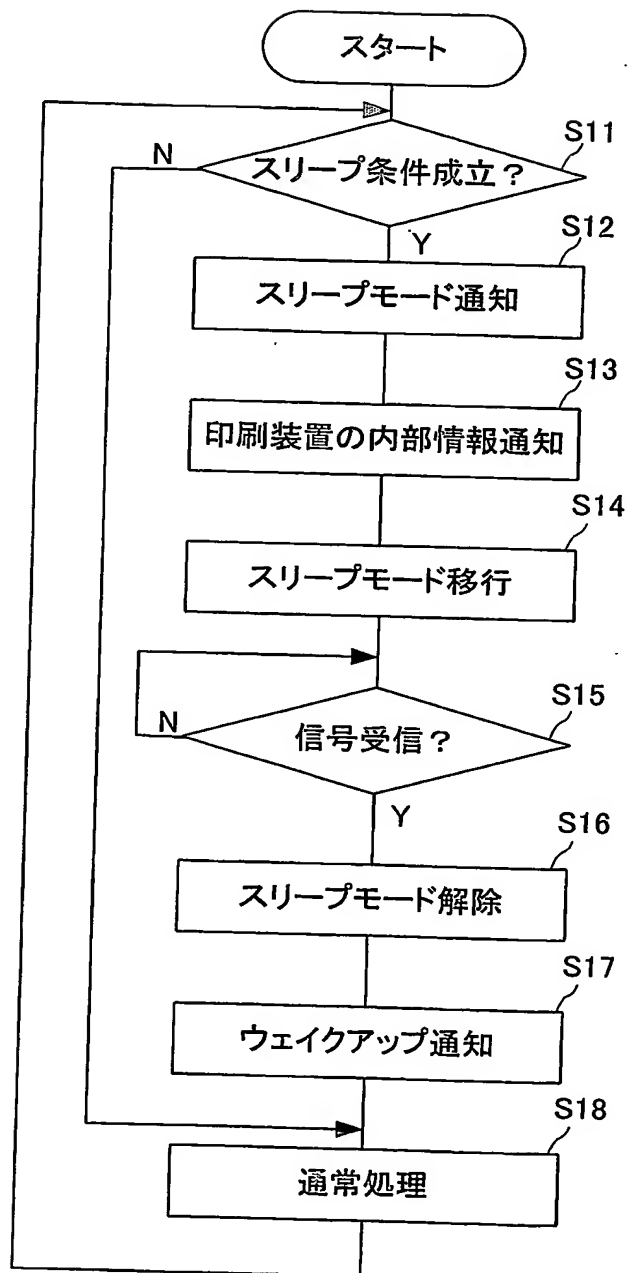 スタート
S11
N
スリープ条件成立？
Y
S12
スリープモード通知
S13
印刷装置の内部情報通知
S14
スリープモード移行
S15
N
信号受信？
Y
S16
スリープモード解除
S17
ウェイクアップ通知
S18
通常処理